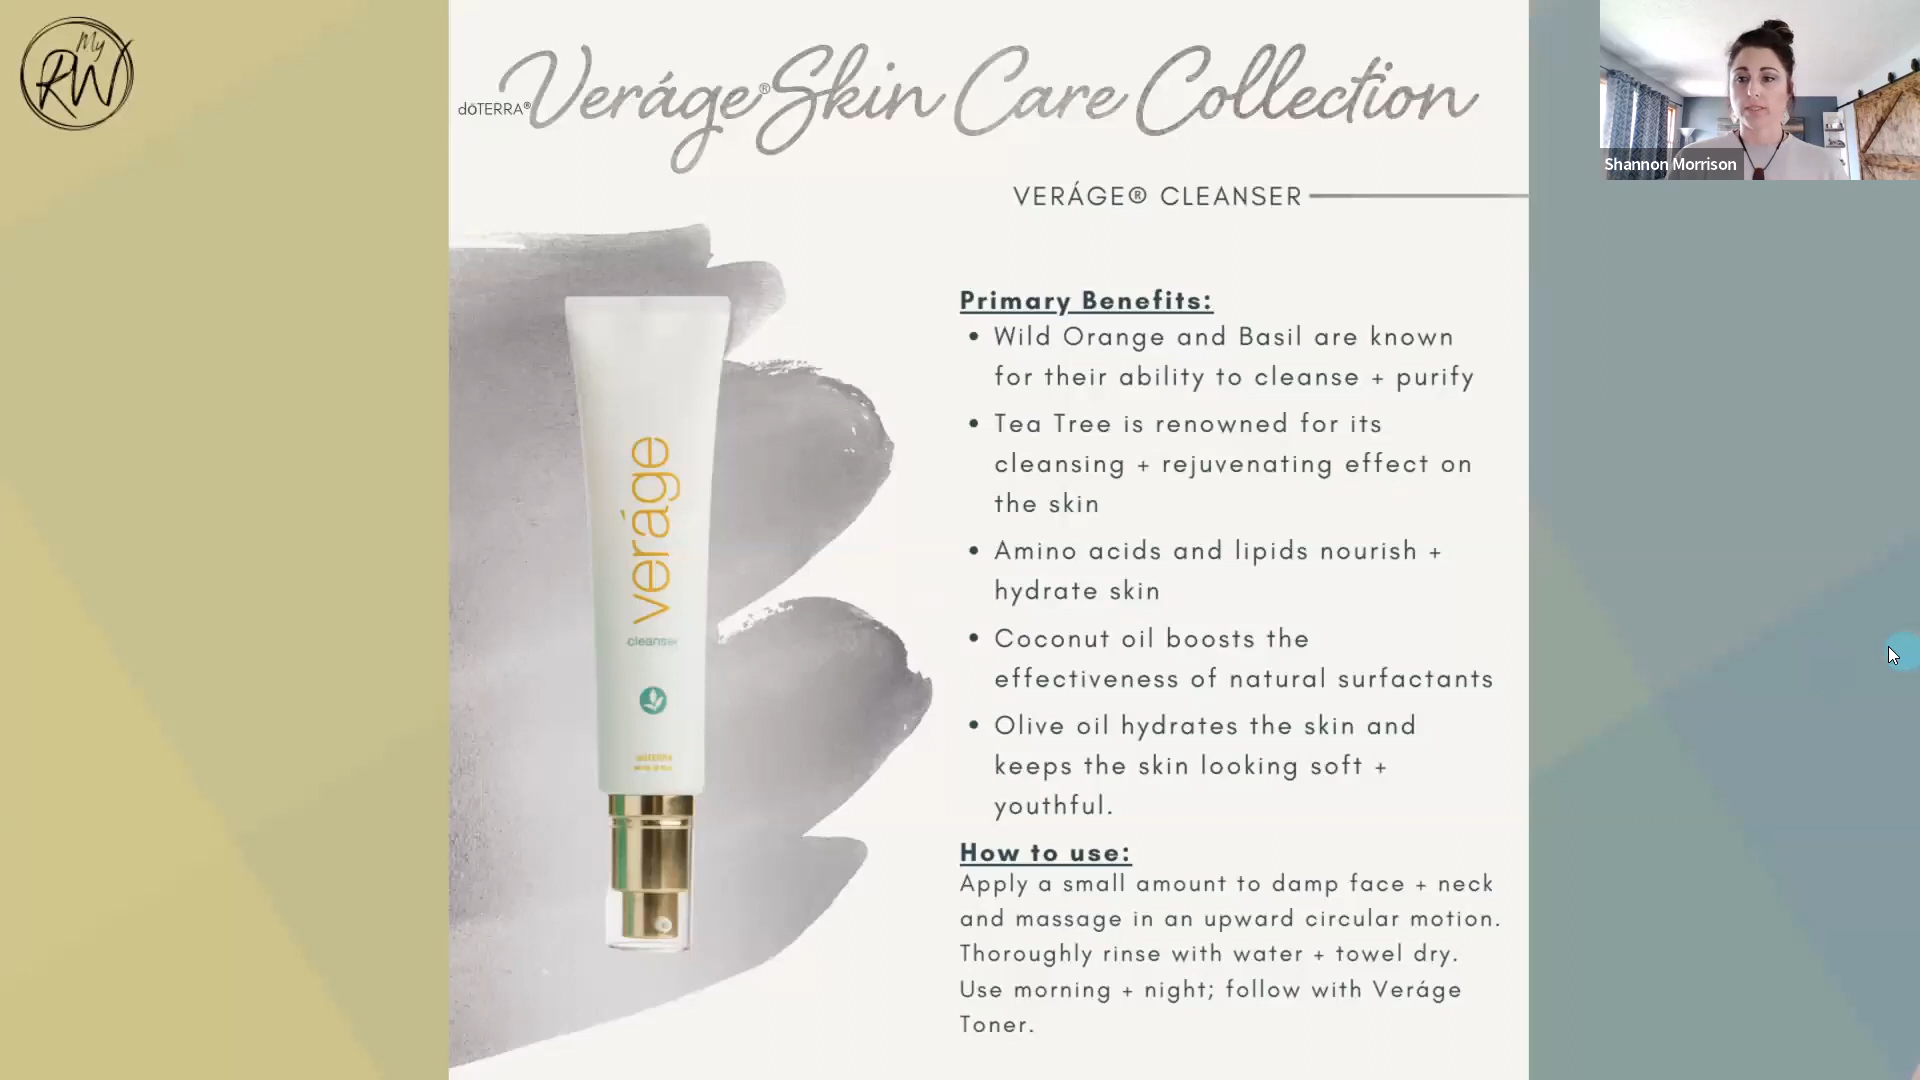 My
RW
dōTERRA® Veráge® Skin Care Collection
Shannon Morrison
VERÁGE® CLEANSER
Primary Benefits:
• Wild Orange and Basil are known
for their ability to cleanse + purify
• Tea Tree is renowned for its
cleansing + rejuvenating effect on
the skin
• Amino acids and lipids nourish +
hydrate skin
• Coconut oil boosts the
effectiveness of natural surfactants
• Olive oil hydrates the skin and
keeps the skin looking soft +
youthful.
How to use:
Apply a small amount to damp face + neck
and massage in an upward circular motion.
Thoroughly rinse with water + towel dry.
Use morning + night; follow with Veráge
Toner.
veráge
cleanser
dōTERRA